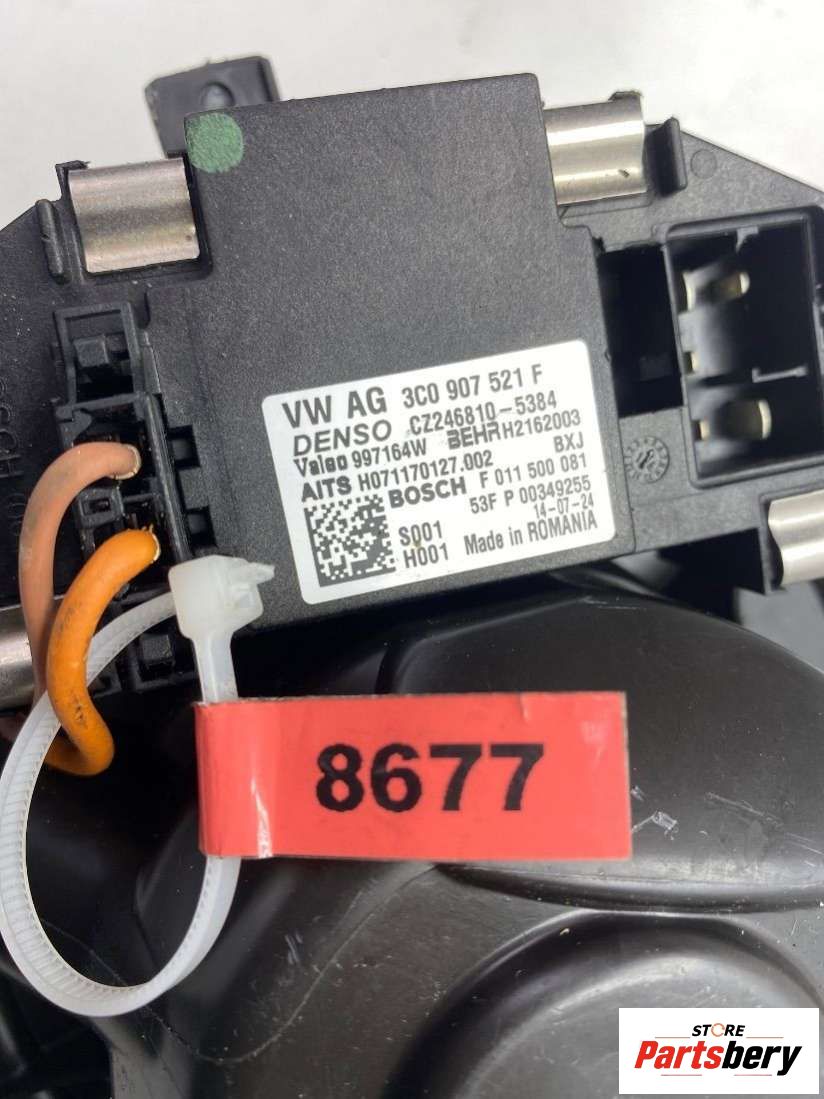 VW AG 3C0 907 521 F
DENSO CZ246810-5384
Valeo 997164W BEHR H2162003
AITS H071170127.002 BXJ
BOSCH F 011 500 081
53F P 00349255
S001 14-07-24
H001 Made in ROMANIA
8677
STORE
Partsbery